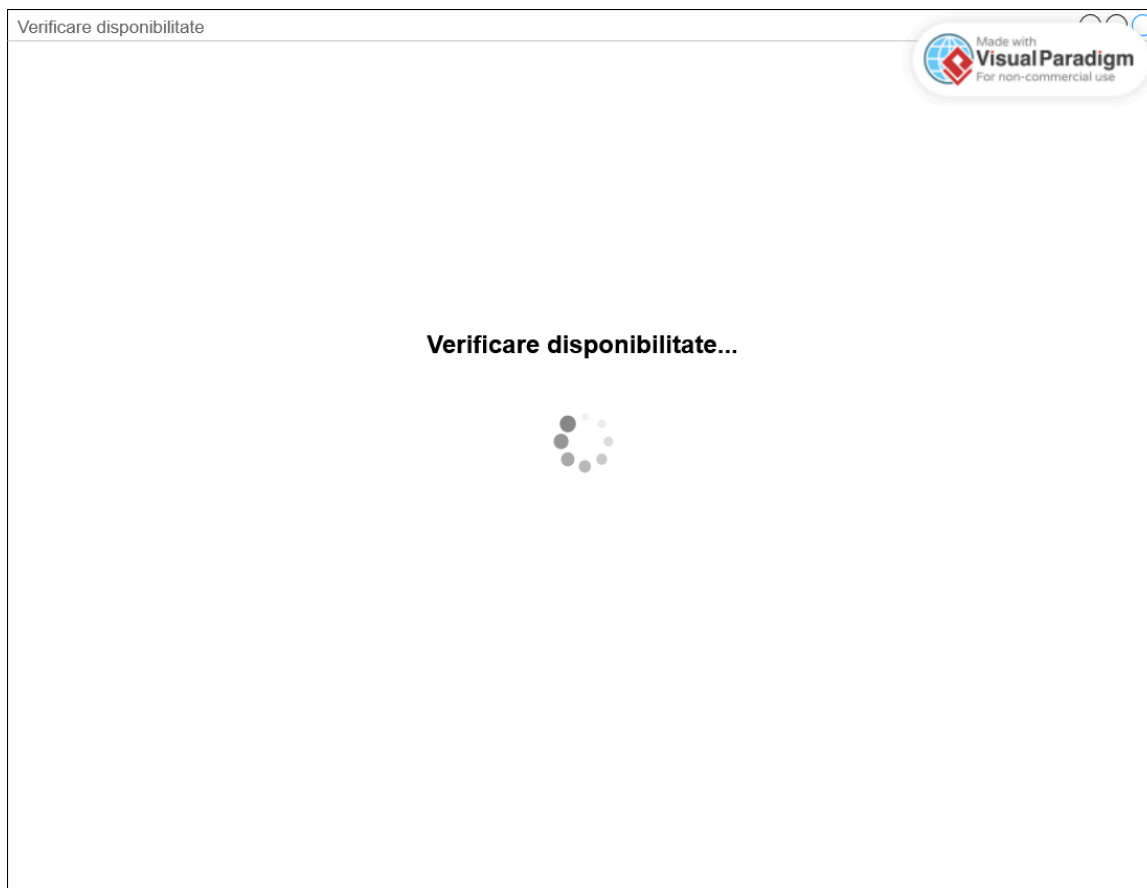 Verificare disponibilitate
Made with
Visual Paradigm
For non-commercial use
Verificare disponibilitate...